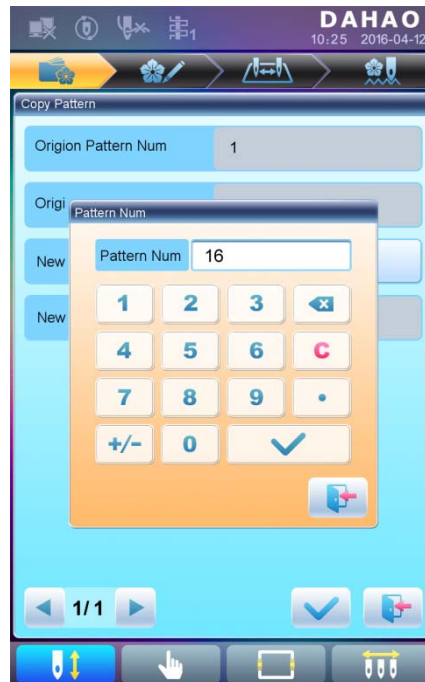 DAHAO
1
10:25 2016-04-12
Copy Pattern
Origion Pattern Num 1
Origi
Pattern Num
New
Pattern Num 16
New
1 2 3
4 5 6 C
7 8 9 •
+/- 0
1/1